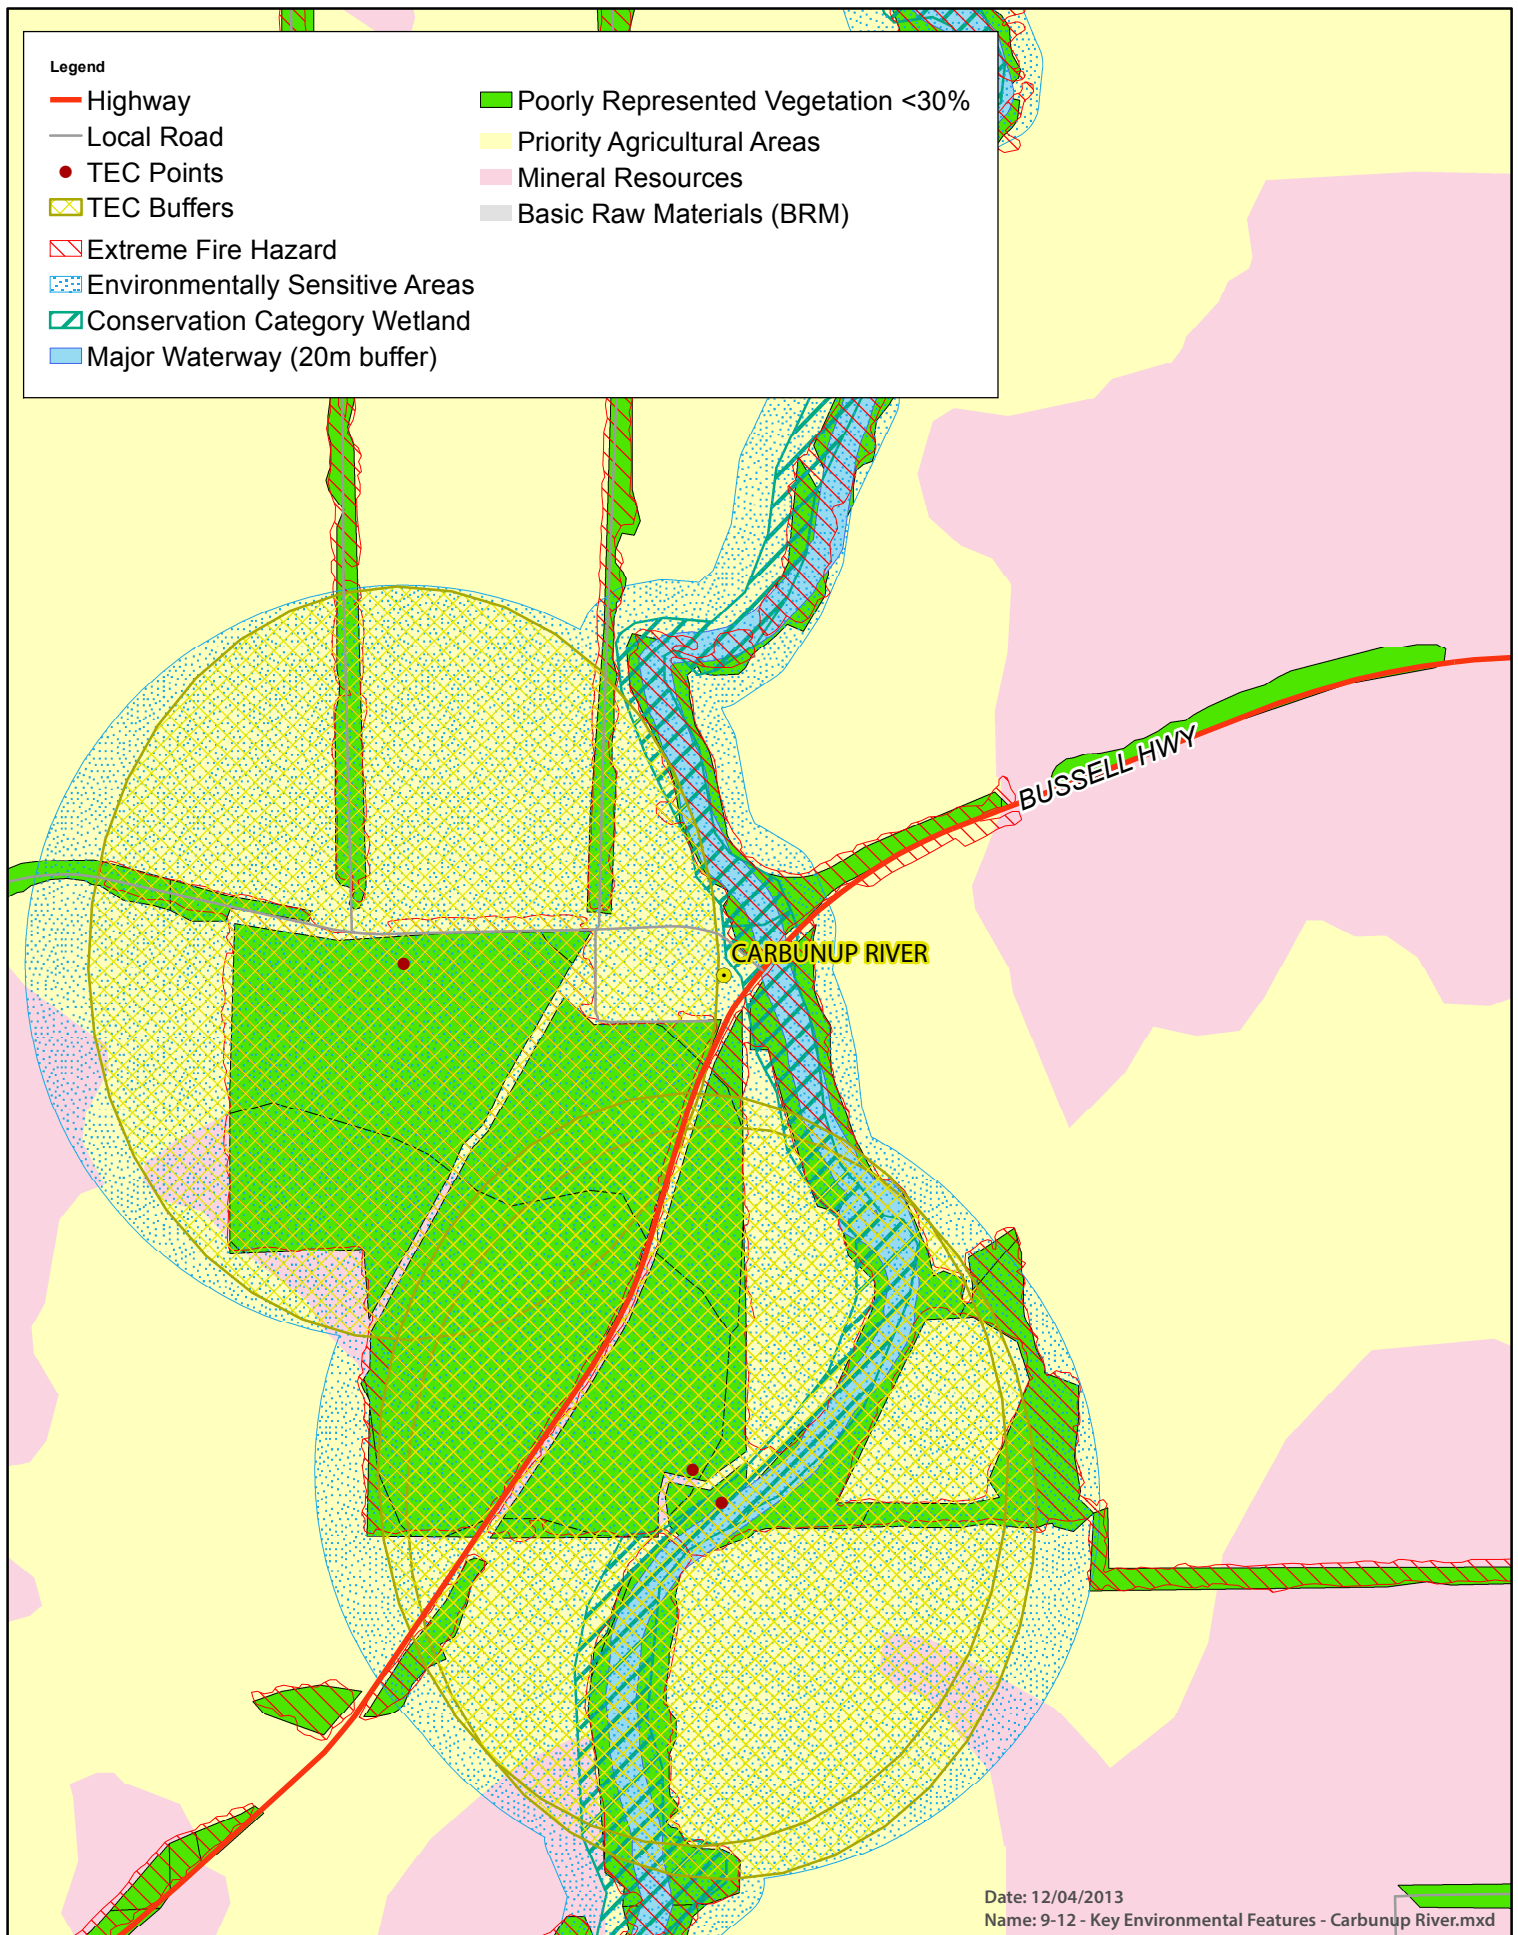 Legend
Highway
Local Road
TEC Points
TEC Buffers
Extreme Fire Hazard
Environmentally Sensitive Areas
Conservation Category Wetland
Major Waterway (20m buffer)
Poorly Represented Vegetation <30%
Priority Agricultural Areas
Mineral Resources
Basic Raw Materials (BRM)
BUSSELL HWY
CARBUNUP RIVER
Date: 12/04/2013
Name: 9-12 - Key Environmental Features - Carbunup River.mxd